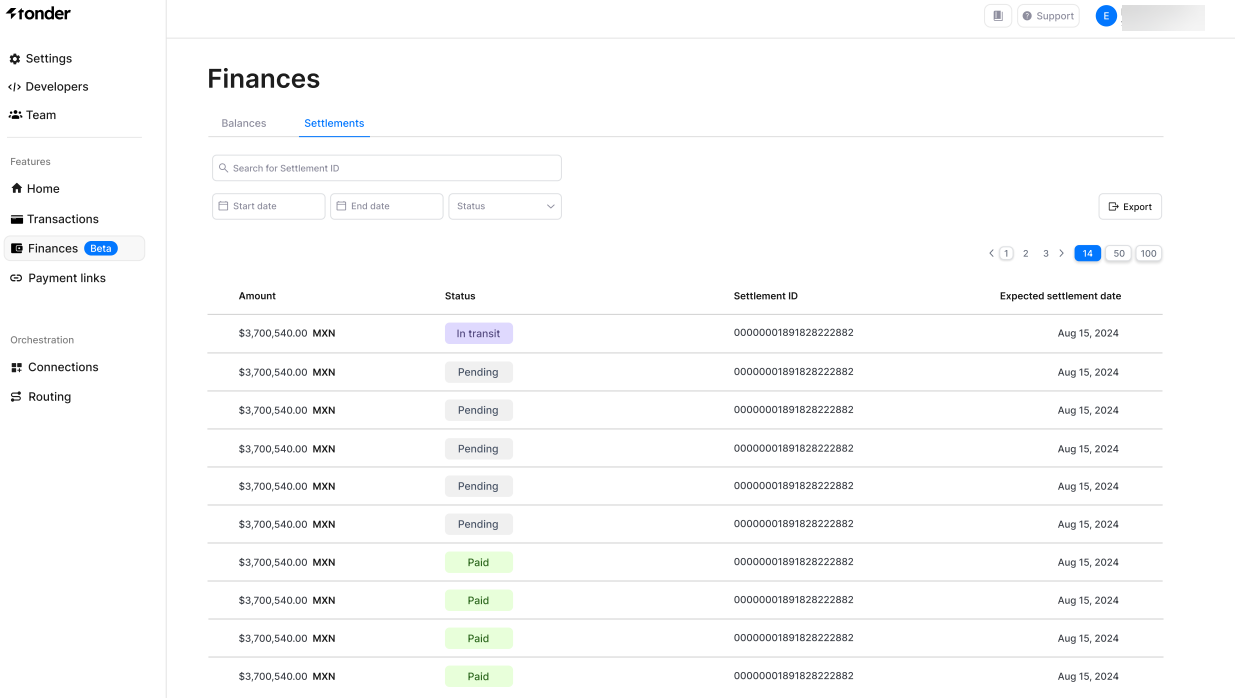 tonder
Support
E
Settings
Developers
Team
Features
Home
Transactions
Finances Beta
Payment links
Orchestration
Connections
Routing
Finances
Balances Settlements
Search for Settlement ID
Start date End date Status
Export
1 2 3 14 50 100
Amount Status Settlement ID Expected settlement date
$3,700,540.00 MXN In transit 00000001891828222882 Aug 15, 2024
$3,700,540.00 MXN Pending 00000001891828222882 Aug 15, 2024
$3,700,540.00 MXN Pending 00000001891828222882 Aug 15, 2024
$3,700,540.00 MXN Pending 00000001891828222882 Aug 15, 2024
$3,700,540.00 MXN Pending 00000001891828222882 Aug 15, 2024
$3,700,540.00 MXN Pending 00000001891828222882 Aug 15, 2024
$3,700,540.00 MXN Paid 00000001891828222882 Aug 15, 2024
$3,700,540.00 MXN Paid 00000001891828222882 Aug 15, 2024
$3,700,540.00 MXN Paid 00000001891828222882 Aug 15, 2024
$3,700,540.00 MXN Paid 00000001891828222882 Aug 15, 2024